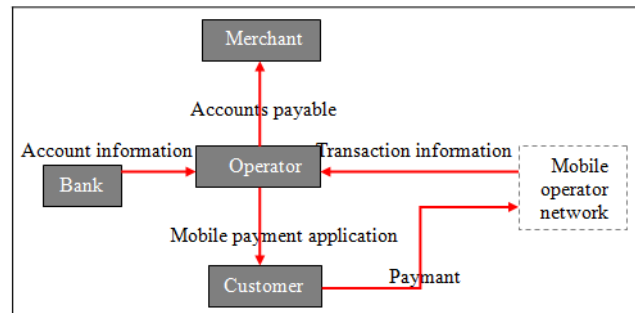 Merchant
Accounts payable
Account information
Transaction information
Bank
Operator
Mobile
operator
network
Mobile payment application
Customer
Paymant